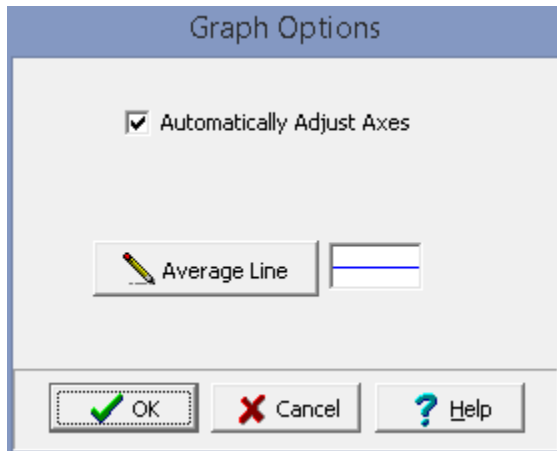 Graph Options
Automatically Adjust Axes
Average Line
OK Cancel Help